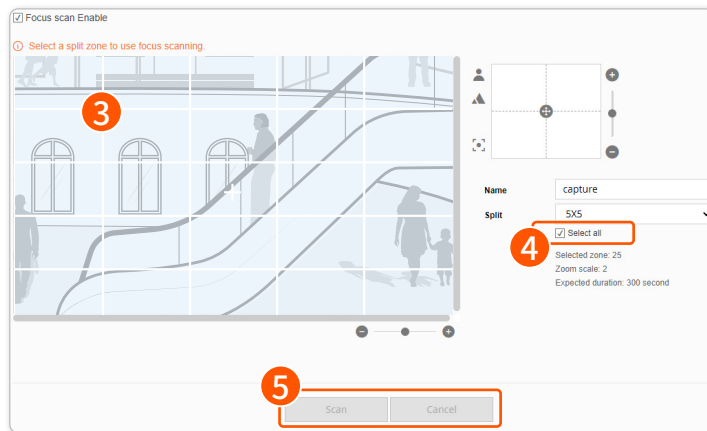 Focus scan Enable
Select a split zone to use focus scanning.
3
Name capture
Split 5X5
4
Select all
Selected zone: 25
Zoom scale: 2
Expected duration: 300 second
5
Scan Cancel